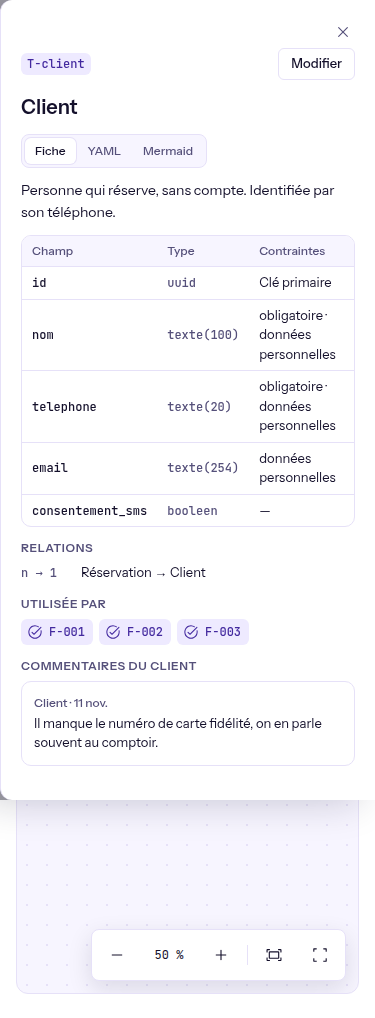 T-client
Modifier
Client
Fiche YAML Mermaid
Personne qui réserve, sans compte. Identifiée par
son téléphone.
Champ Type Contraintes
id uuid Clé primaire
nom texte(100) obligatoire ·
données
personnelles
telephone texte(20) obligatoire ·
données
personnelles
email texte(254) données
personnelles
consentement_sms booleen —
RELATIONS
n → 1 Réservation → Client
UTILISÉE PAR
F-001 F-002 F-003
COMMENTAIRES DU CLIENT
Client · 11 nov.
Il manque le numéro de carte fidélité, on en parle
souvent au comptoir.
50 %